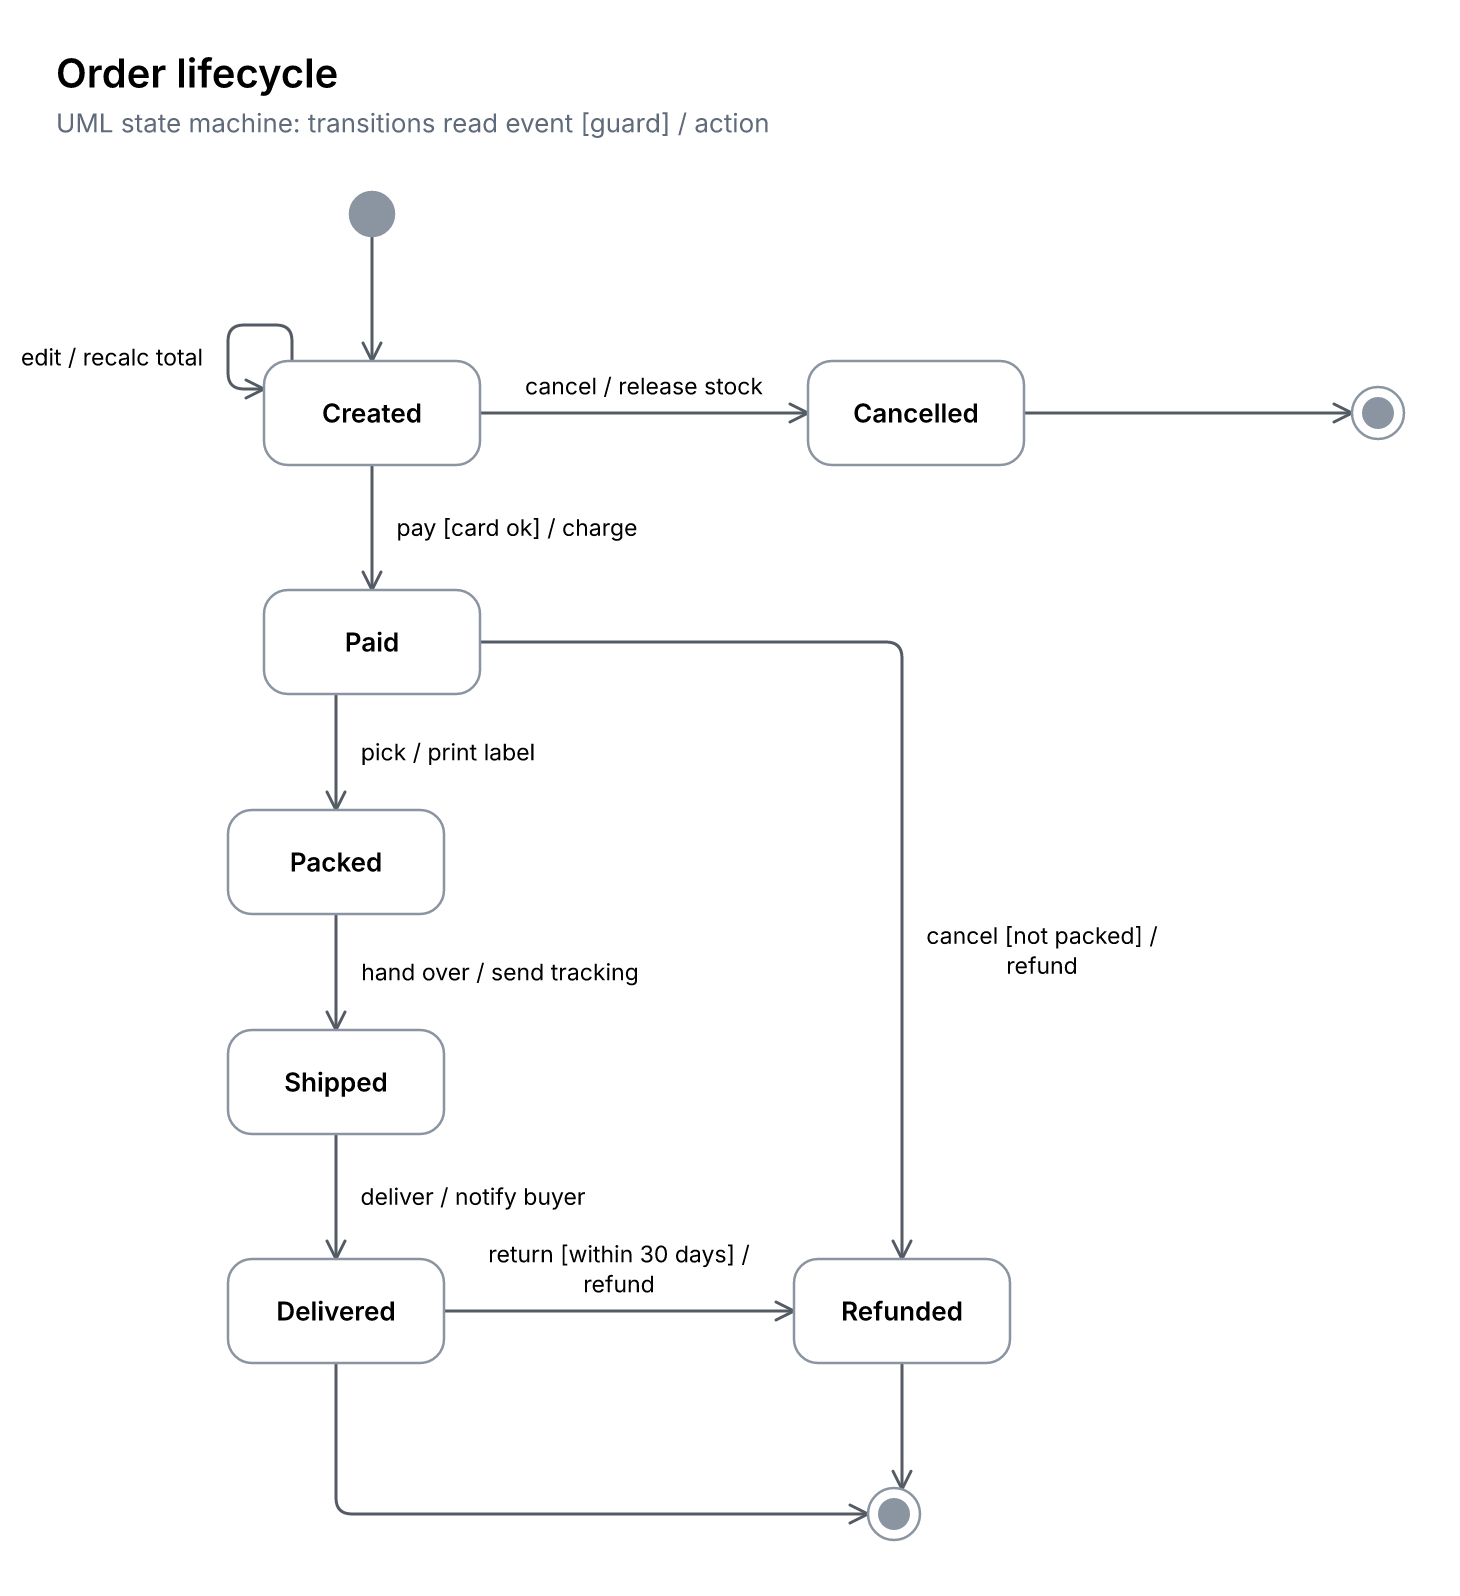 Order lifecycle
UML state machine: transitions read event [guard] / action
edit / recalc total
Created
cancel / release stock
Cancelled
pay [card ok] / charge
Paid
pick / print label
Packed
cancel [not packed] /
refund
hand over / send tracking
Shipped
deliver / notify buyer
return [within 30 days] /
refund
Delivered
Refunded